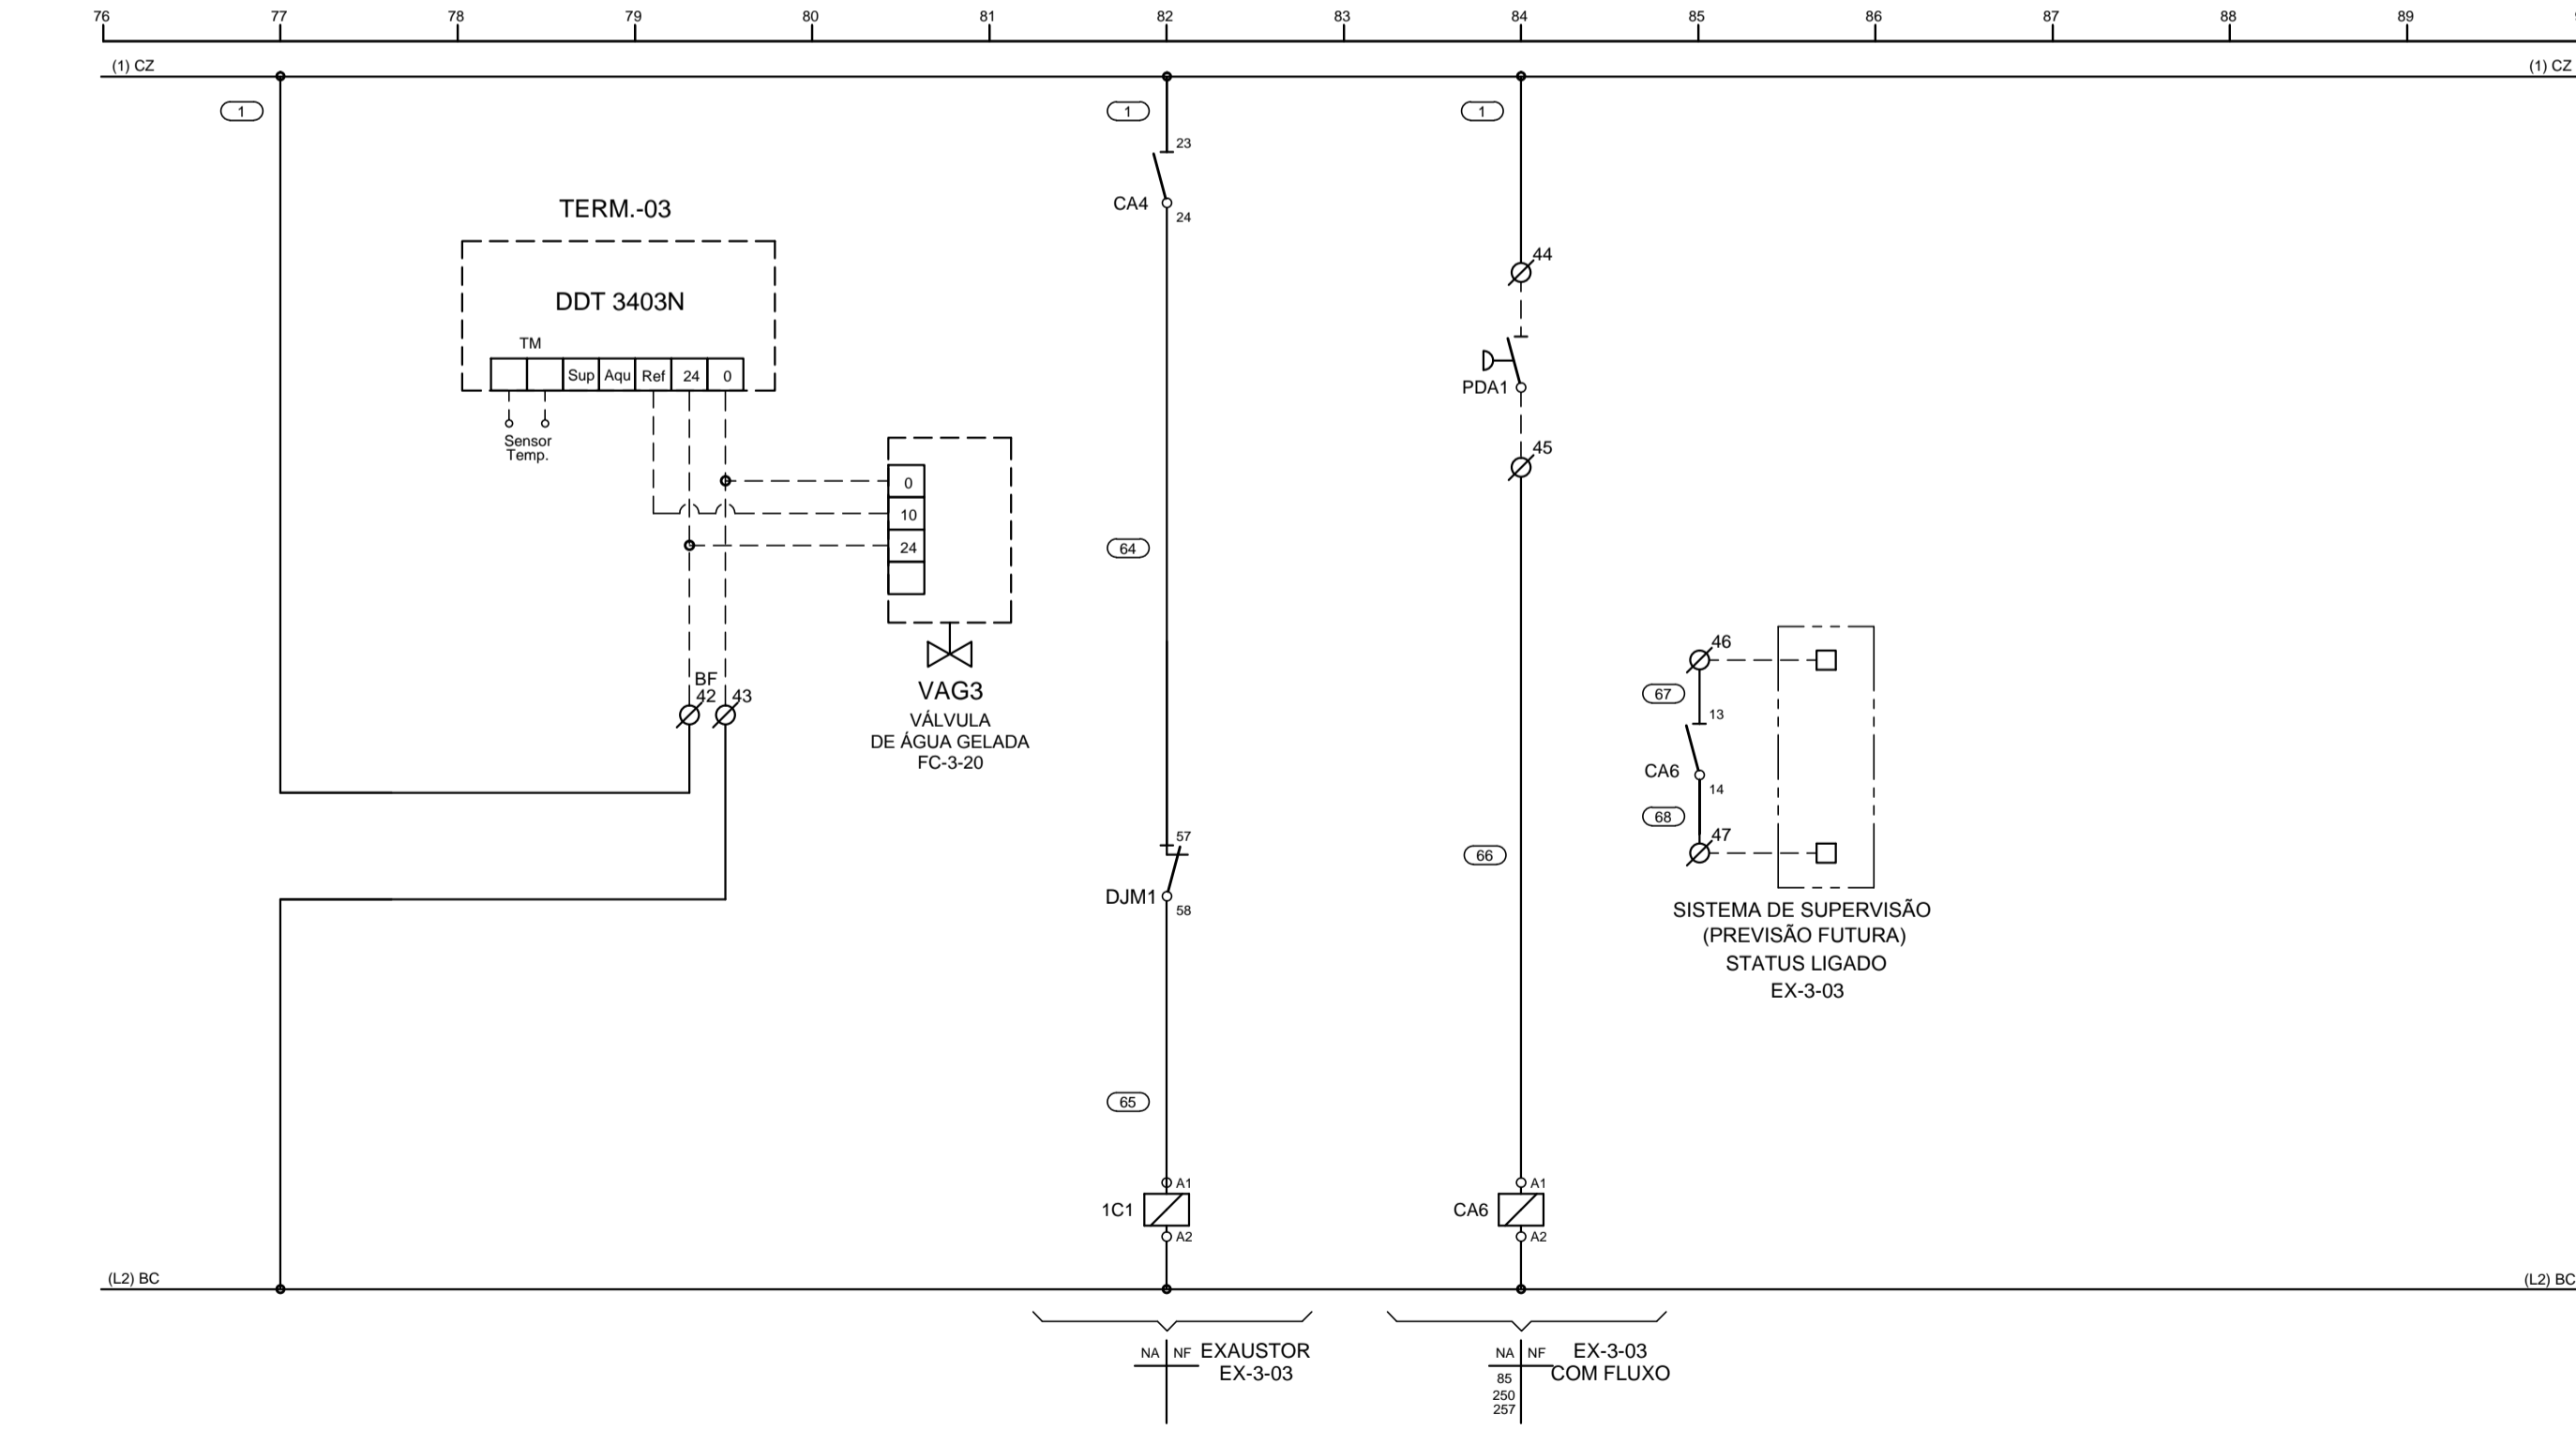 76 77 78 79 80 81 82 83 84 85 86 87 88 89
(1) CZ (1) CZ
1 1 1
23
CA4
24
TERM.-03
DDT 3403N
TM
Sup Aqu Ref 24 0
Sensor
Temp.
44
PDA1
45
0
10
24
64
BF
42 43
VAG3
VÁLVULA
DE ÁGUA GELADA
FC-3-20
46
67
13
CA6
14
68
47
SISTEMA DE SUPERVISÃO
(PREVISÃO FUTURA)
STATUS LIGADO
EX-3-03
57
DJM1
58
66
65
A1
1C1
A2
A1
CA6
A2
(L2) BC (L2) BC
NA NF EXAUSTOR
EX-3-03
NA NF EX-3-03
COM FLUXO
85
250
257